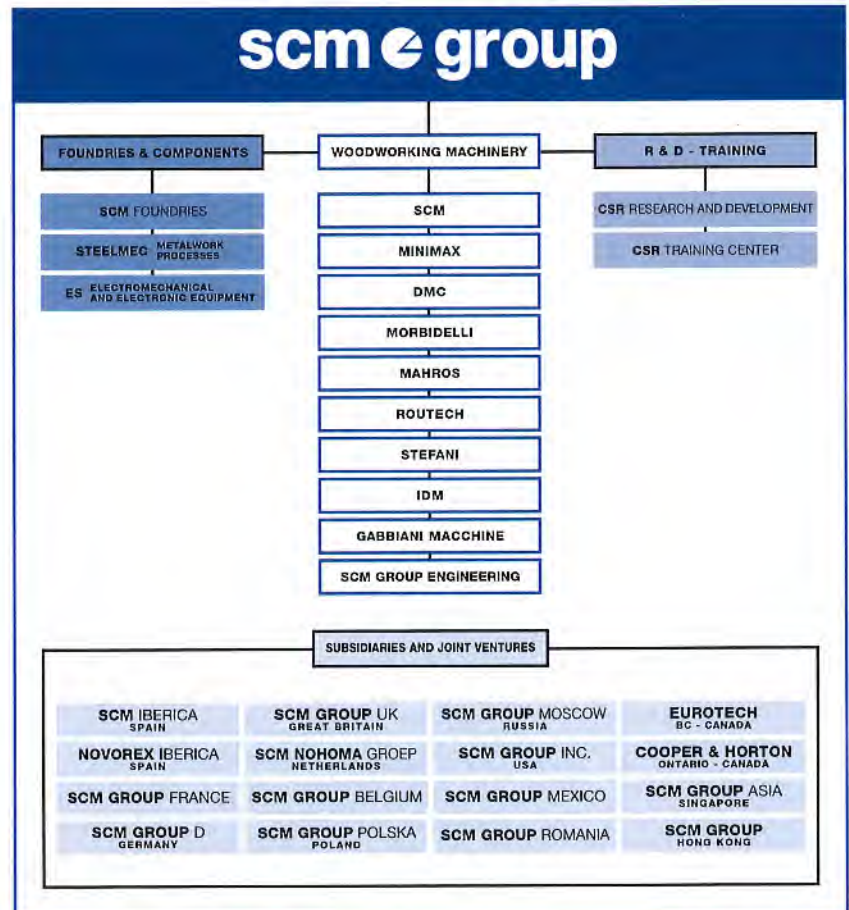 scm group
FOUNDRIES & COMPONENTS
SCM FOUNDRIES
STEELMEC METALWORK PROCESSES
ES ELECTROMECHANICAL AND ELECTRONIC EQUIPMENT
WOODWORKING MACHINERY
SCM
MINIMAX
DMC
MORBIDELLI
MAHROS
ROUTECH
STEFANI
IDM
GABBIANI MACCHINE
SCM GROUP ENGINEERING
R & D - TRAINING
CSR RESEARCH AND DEVELOPMENT
CSR TRAINING CENTER
SUBSIDIARIES AND JOINT VENTURES
SCM IBERICA
SPAIN
SCM GROUP UK
GREAT BRITAIN
SCM GROUP MOSCOW
RUSSIA
EUROTECH
BC - CANADA
NOVOREX IBERICA
SPAIN
SCM NOHOMA GROEP
NETHERLANDS
SCM GROUP INC.
USA
COOPER & HORTON
ONTARIO - CANADA
SCM GROUP FRANCE
SCM GROUP BELGIUM
SCM GROUP MEXICO
SCM GROUP ASIA
SINGAPORE
SCM GROUP D
GERMANY
SCM GROUP POLSKA
POLAND
SCM GROUP ROMANIA
SCM GROUP
HONG KONG